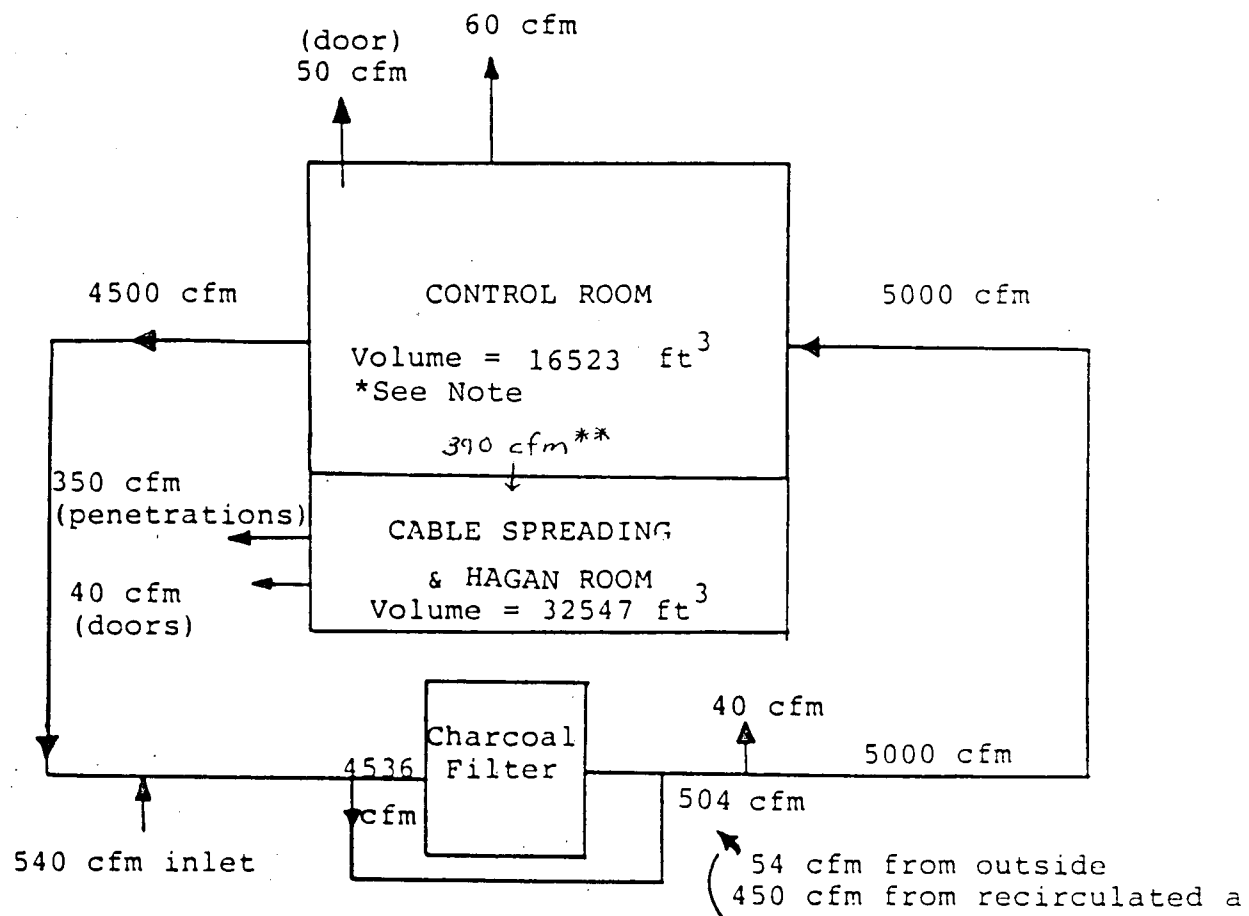 60 cfm
(door)
50 cfm
4500 cfm
CONTROL ROOM
5000 cfm
Volume = 16523 ft³
*See Note
390 cfm**
350 cfm
(penetrations)
CABLE SPREADING
& HAGAN ROOM
Volume = 32547 ft³
40 cfm
(doors)
Charcoal
Filter
40 cfm
4536
cfm
5000 cfm
504 cfm
540 cfm inlet
54 cfm from outside
450 cfm from recirculated a